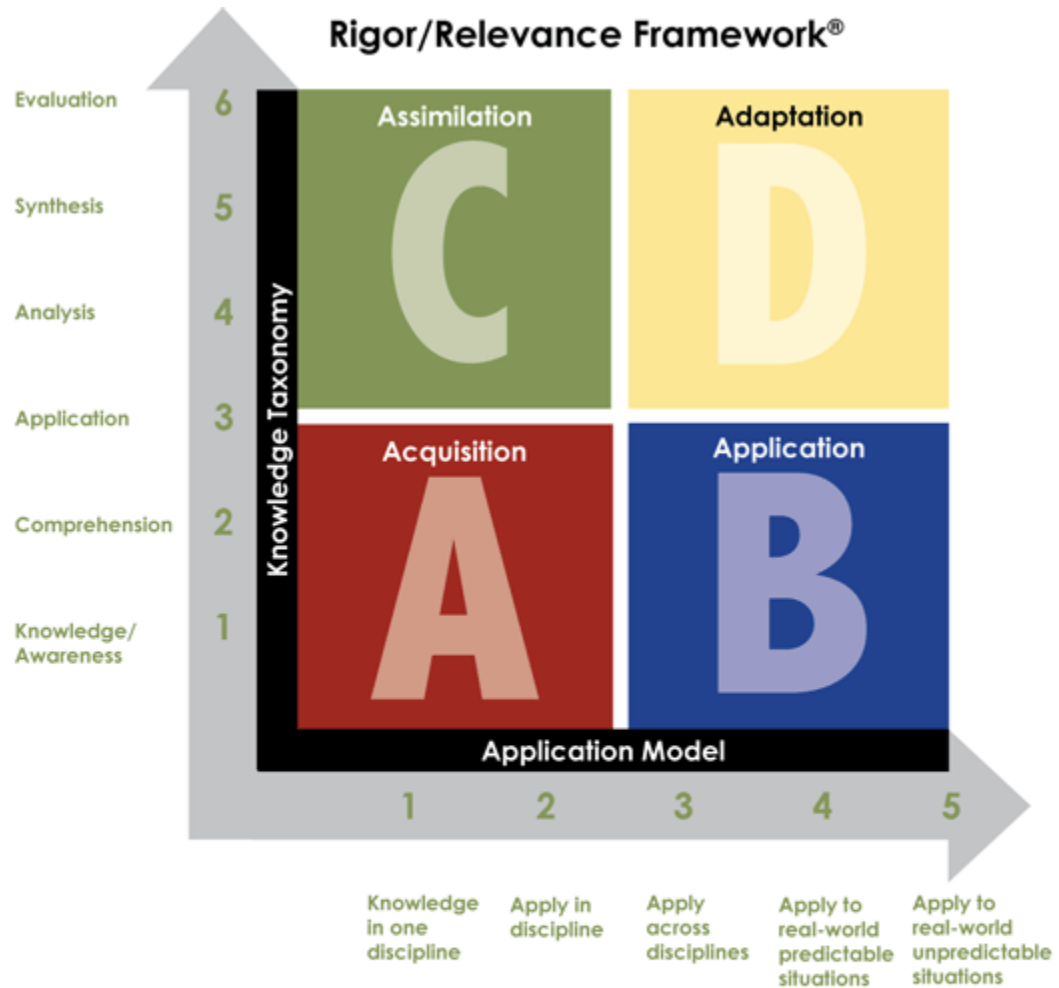 Rigor/Relevance Framework®
Evaluation 6
Synthesis 5
Analysis 4
Application 3
Comprehension 2
Knowledge/
Awareness
1
Knowledge Taxonomy
Assimilation
C
Adaptation
D
Acquisition
A
Application
B
Application Model
1 2 3 4 5
Knowledge
in one
discipline
Apply in
discipline
Apply
across
disciplines
Apply to
real-world
predictable
situations
Apply to
real-world
unpredictable
situations